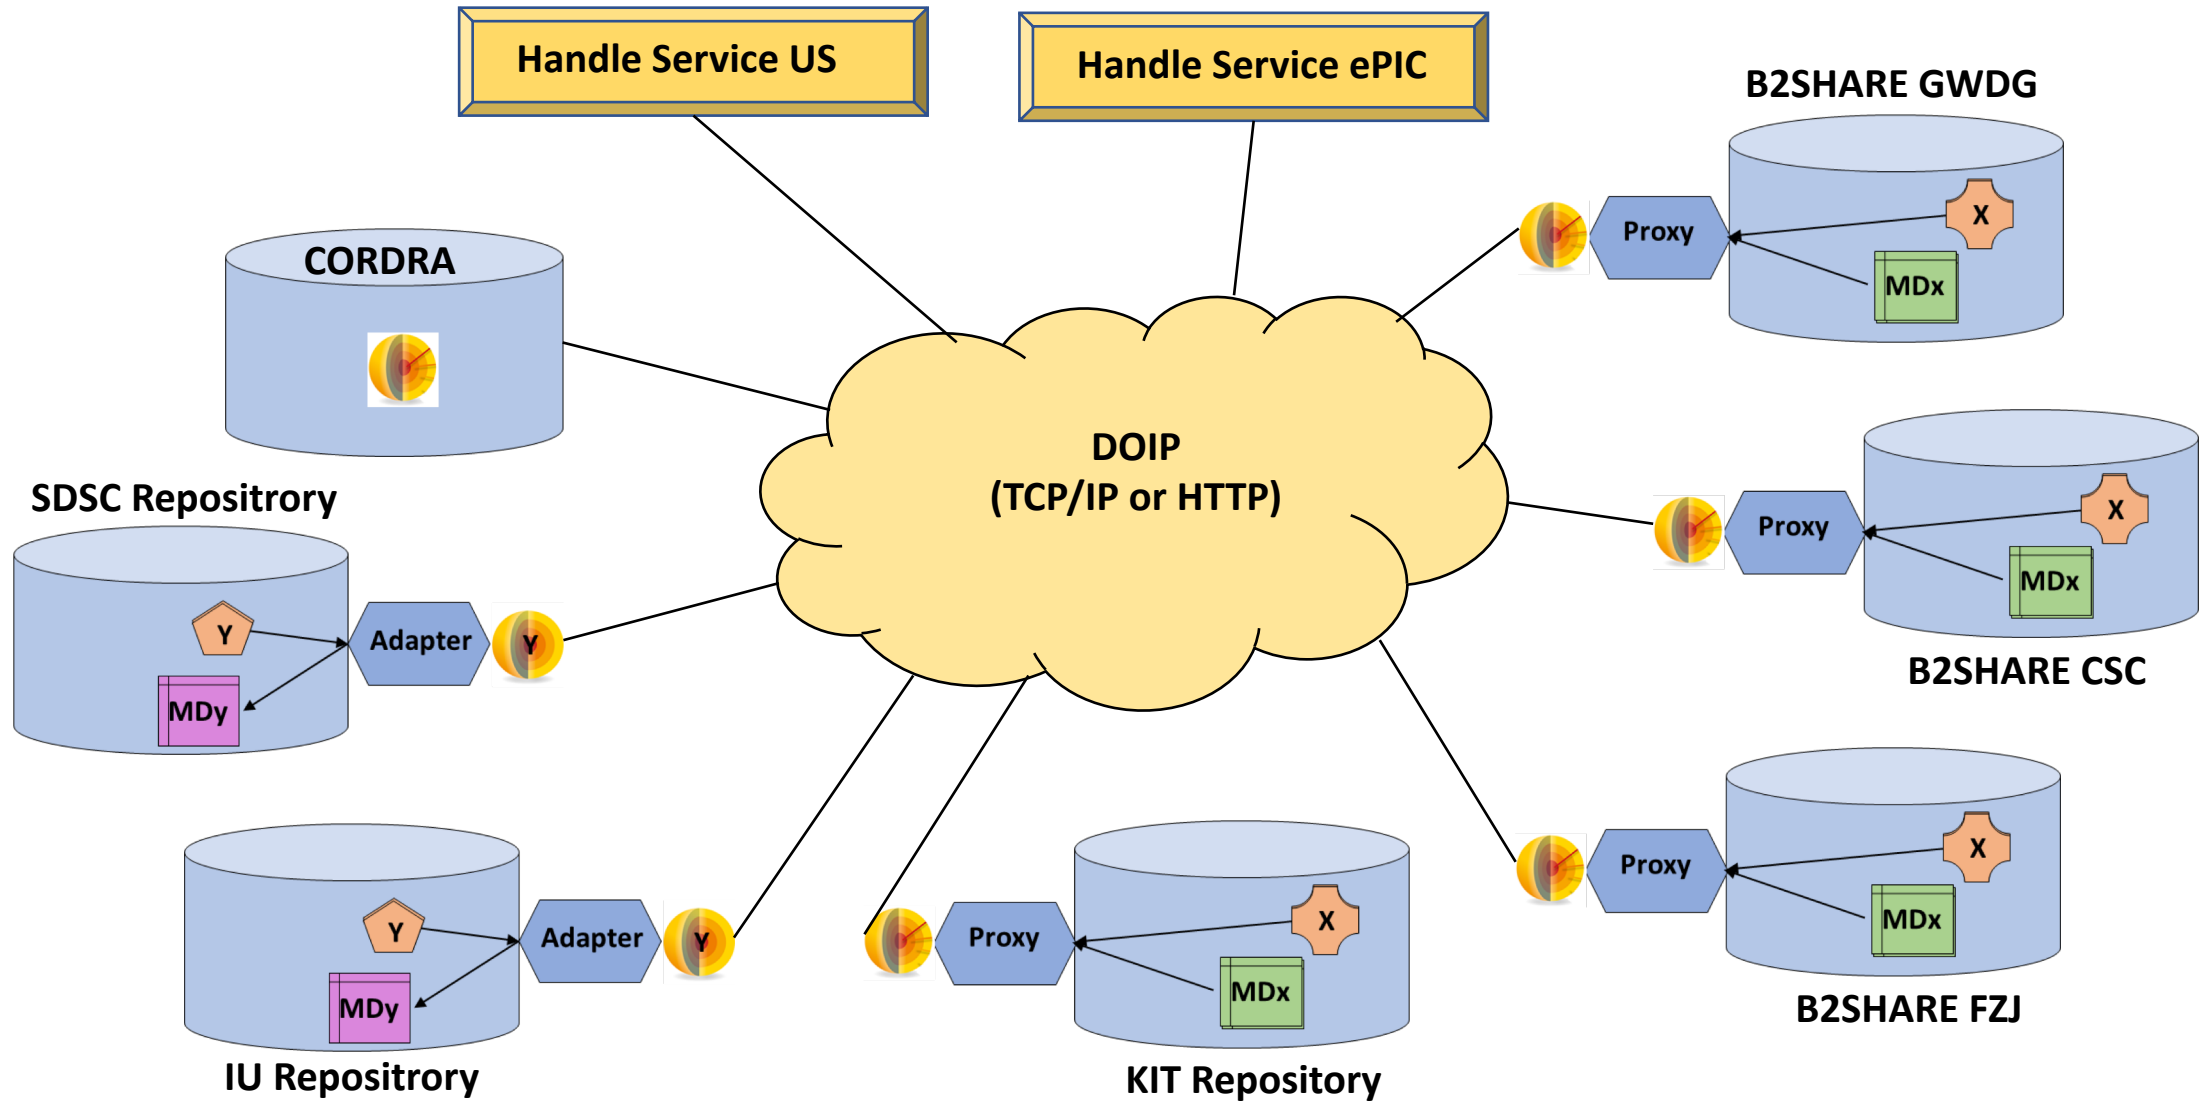 Handle Service US
Handle Service ePIC
B2SHARE GWDG
Proxy
X
MDx
CORDRA
DOIP
(TCP/IP or HTTP)
Proxy
X
MDx
B2SHARE CSC
SDSC Repositrory
Y
Adapter
Y
MDy
Proxy
X
MDx
B2SHARE FZJ
Y
Adapter
Y
MDy
IU Repositrory
Proxy
X
MDx
KIT Repository